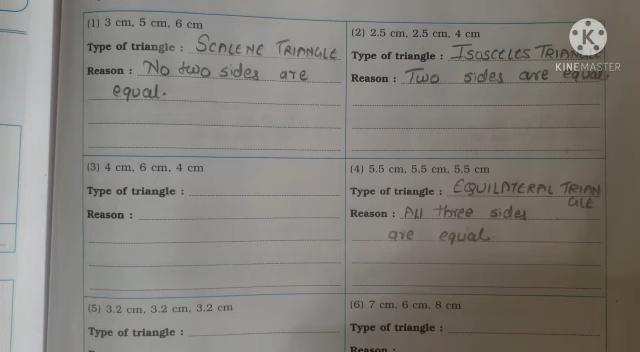 (1) 3 cm, 5 cm, 6 cm
Type of triangle : SCALENE TRIANGLE
Reason : No two sides are
equal.
(2) 2.5 cm, 2.5 cm, 4 cm
Type of triangle : ISOSCELES TRIANGLE
Reason : Two sides are equal
KINEMASTER
(3) 4 cm, 6 cm, 4 cm
Type of triangle :
Reason :
(4) 5.5 cm, 5.5 cm, 5.5 cm
Type of triangle : EQUILATERAL TRIAN
GLE
Reason : All three sides
are equal.
(5) 3.2 cm, 3.2 cm, 3.2 cm
Type of triangle :
(6) 7 cm, 6 cm, 8 cm
Type of triangle :
Reason :